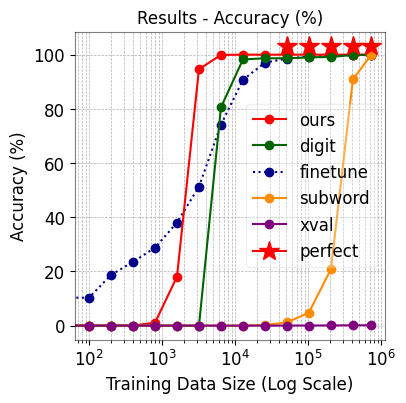 Results - Accuracy (%)
Accuracy (%)
100
80
60
40
20
0
ours
digit
finetune
subword
xval
perfect
10² 10³ 10⁴ 10⁵ 10⁶
Training Data Size (Log Scale)